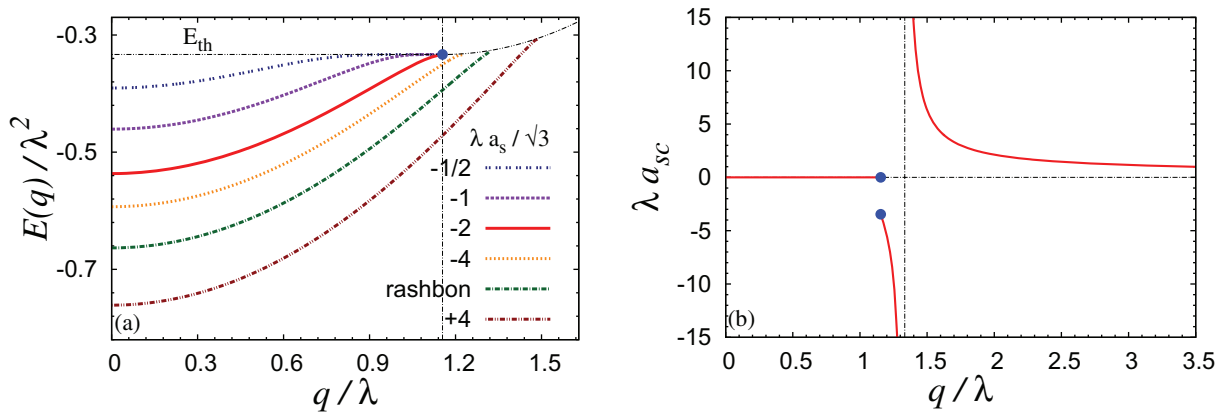 -0.3
-0.5
-0.7
E(q) / λ²
E_th
λ a_s / √3
-1/2
-1
-2
-4
rashbon
+4
(a)
0 0.3 0.6 0.9 1.2 1.5
q / λ
15
10
5
0
-5
-10
-15
λ a_sc
(b)
0 0.5 1 1.5 2 2.5 3 3.5
q / λ